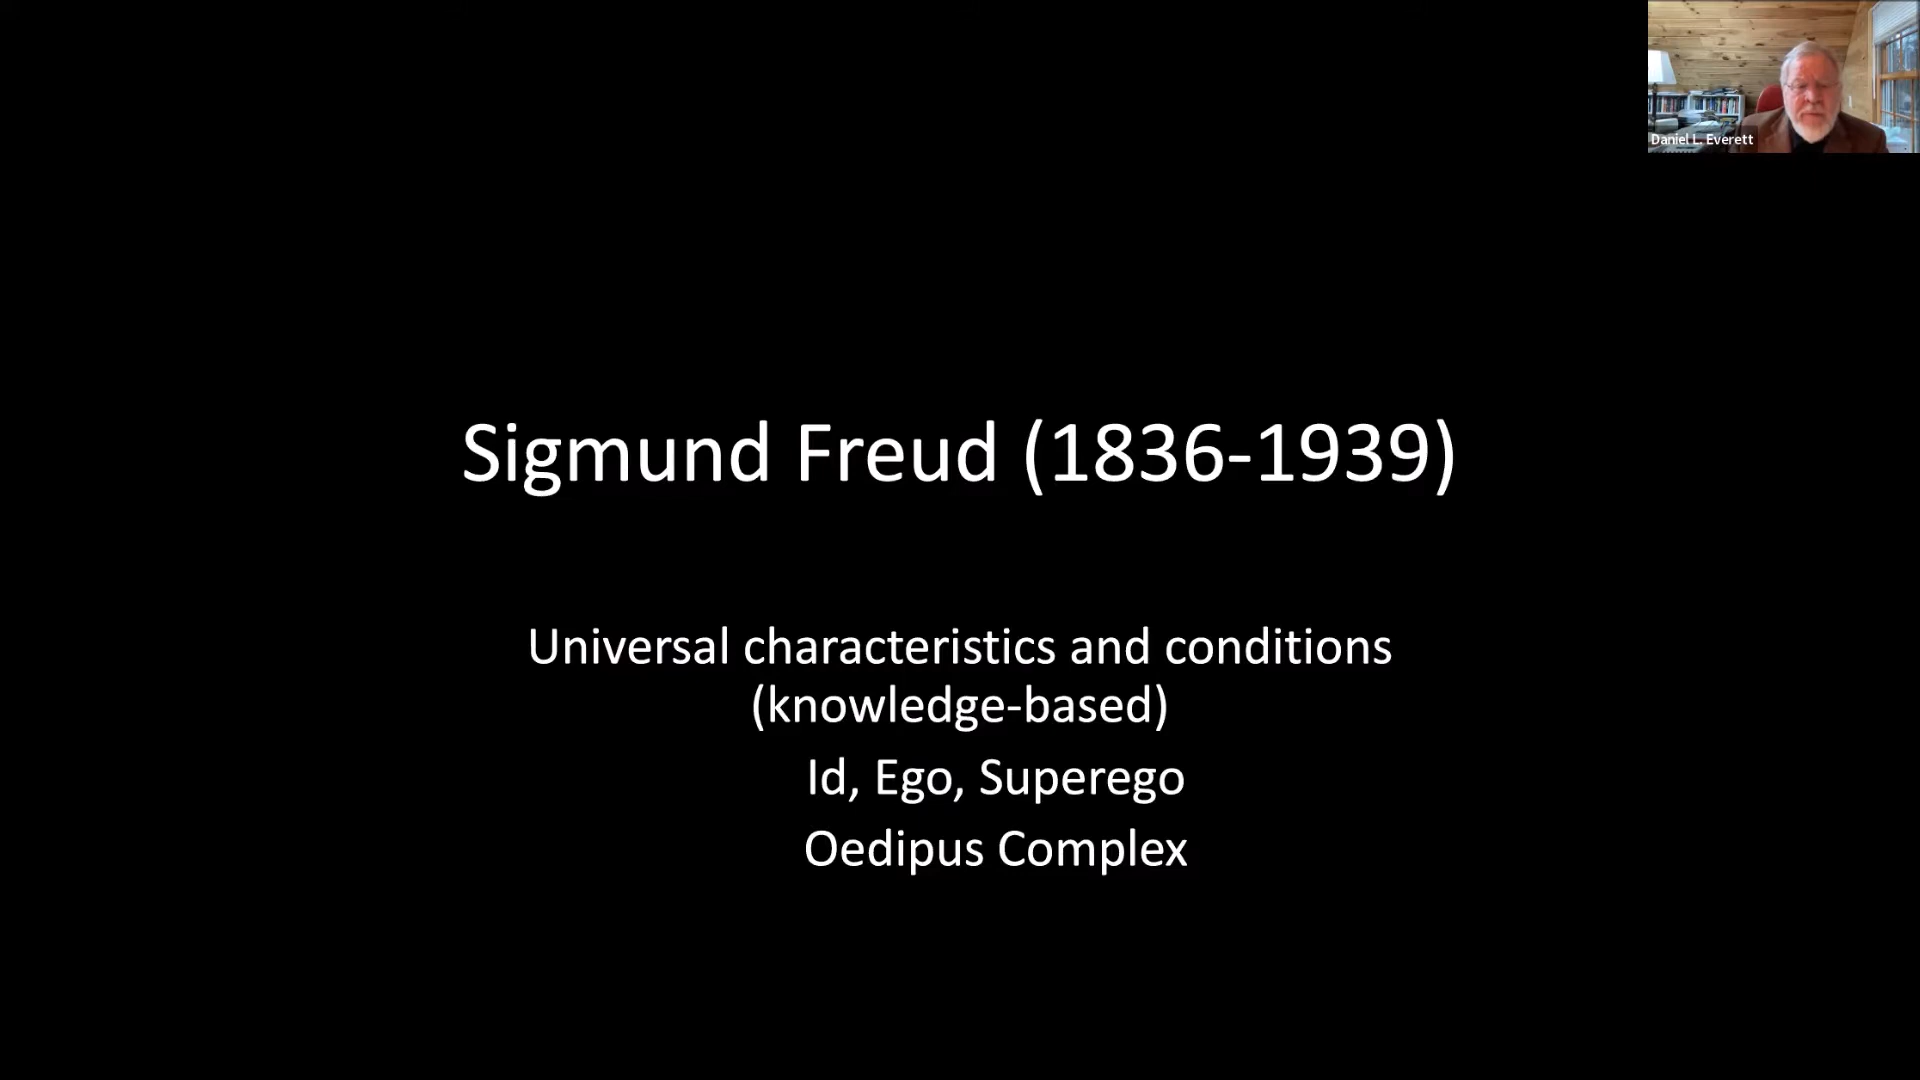 Daniel L. Everett
Sigmund Freud (1836-1939)
Universal characteristics and conditions
(knowledge-based)
Id, Ego, Superego
Oedipus Complex